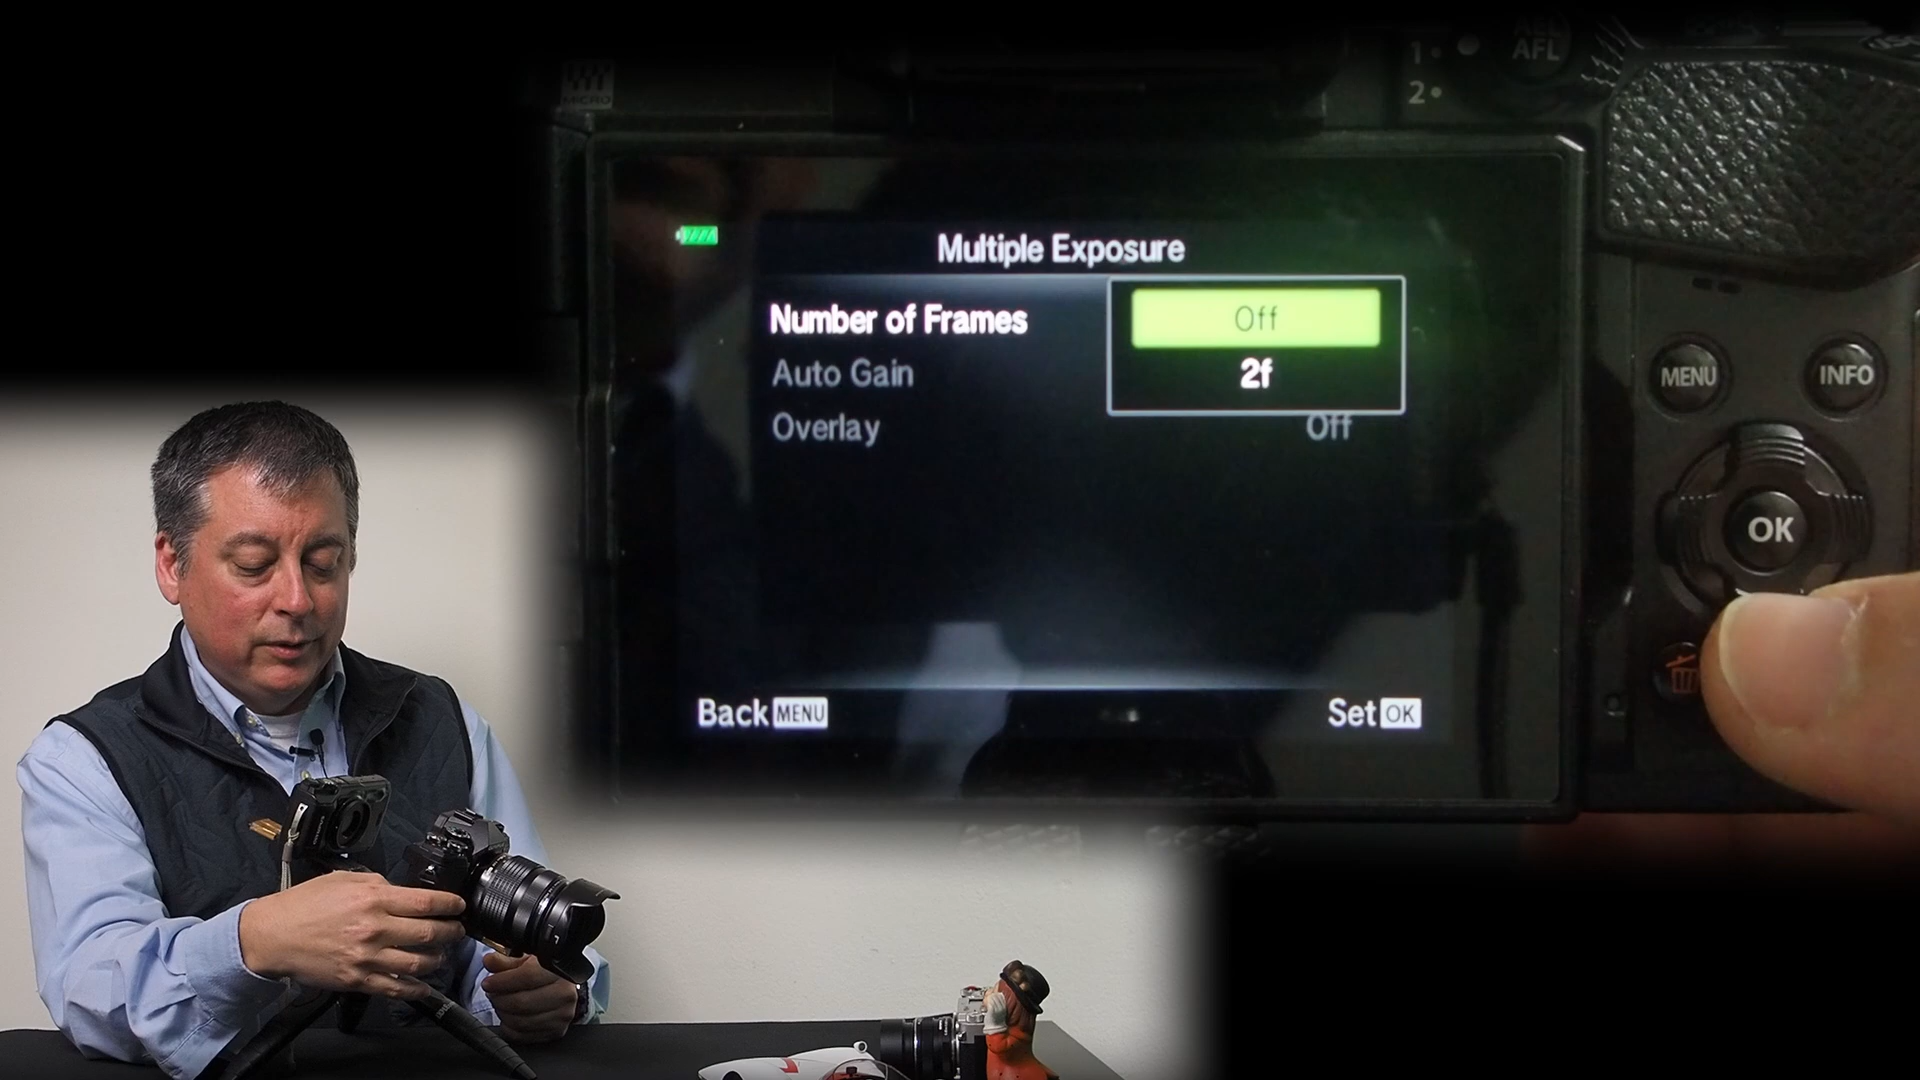 AEL
AFL
1•
2•
MICRO
Multiple Exposure
Number of Frames
Off
Auto Gain
2f
Overlay
Off
MENU
INFO
OK
Back MENU
Set OK